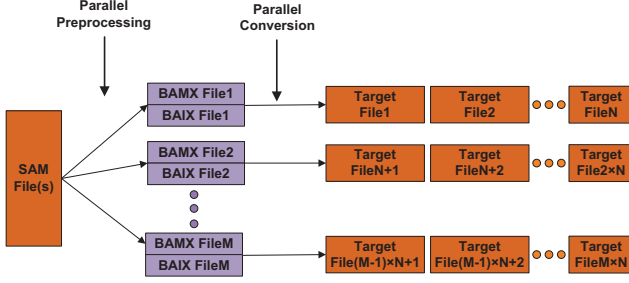 Parallel
Preprocessing
Parallel
Conversion
SAM
File(s)
BAMX File1
BAIX File1
Target
File1
Target
File2
Target
FileN
BAMX File2
BAIX File2
Target
FileN+1
Target
FileN+2
Target
File2×N
BAMX FileM
BAIX FileM
Target
File(M-1)×N+1
Target
File(M-1)×N+2
Target
FileM×N